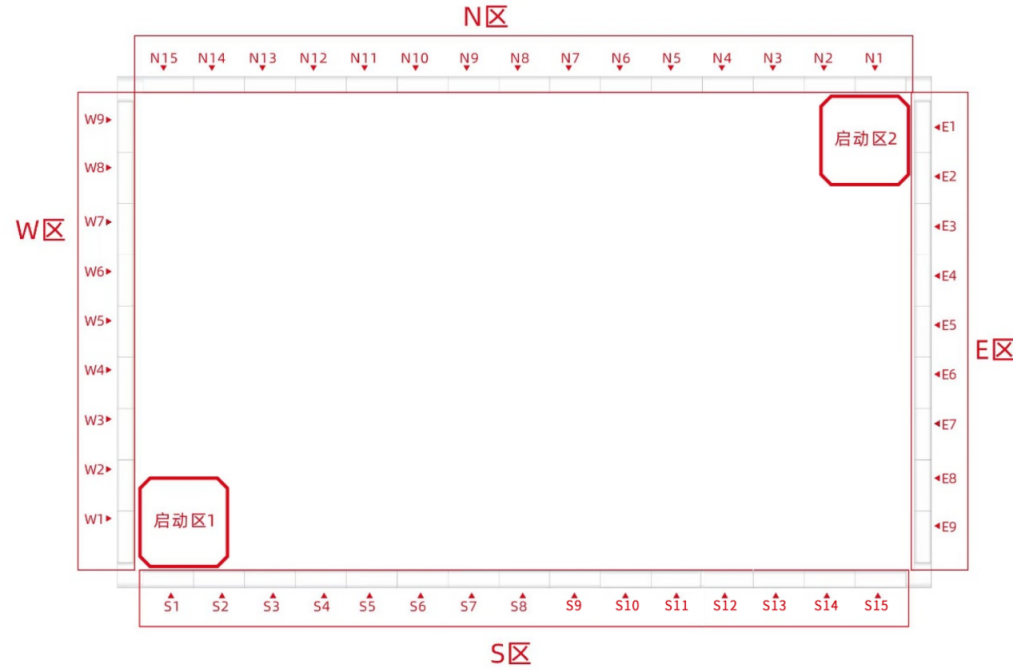 N区
N15 N14 N13 N12 N11 N10 N9 N8 N7 N6 N5 N4 N3 N2 N1
W9
W8
W7
W6
W5
W4
W3
W2
W1
W区
启动区2
启动区1
E1
E2
E3
E4
E5
E6
E7
E8
E9
E区
S1 S2 S3 S4 S5 S6 S7 S8 S9 S10 S11 S12 S13 S14 S15
S区